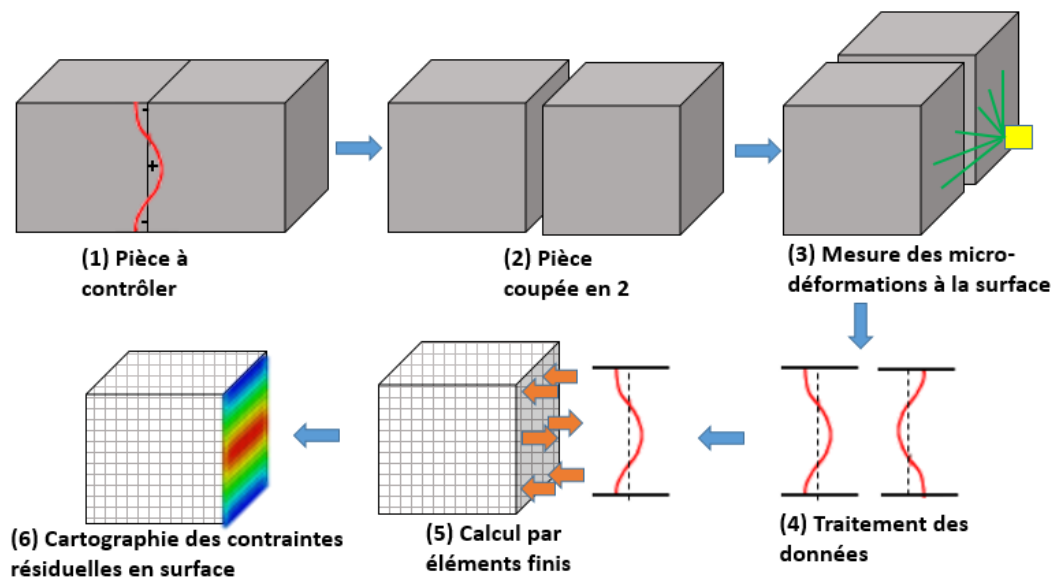 -
+
-
(1) Pièce à
contrôler
(2) Pièce
coupée en 2
(3) Mesure des micro-
déformations à la surface
(4) Traitement des
données
(5) Calcul par
éléments finis
(6) Cartographie des contraintes
résiduelles en surface